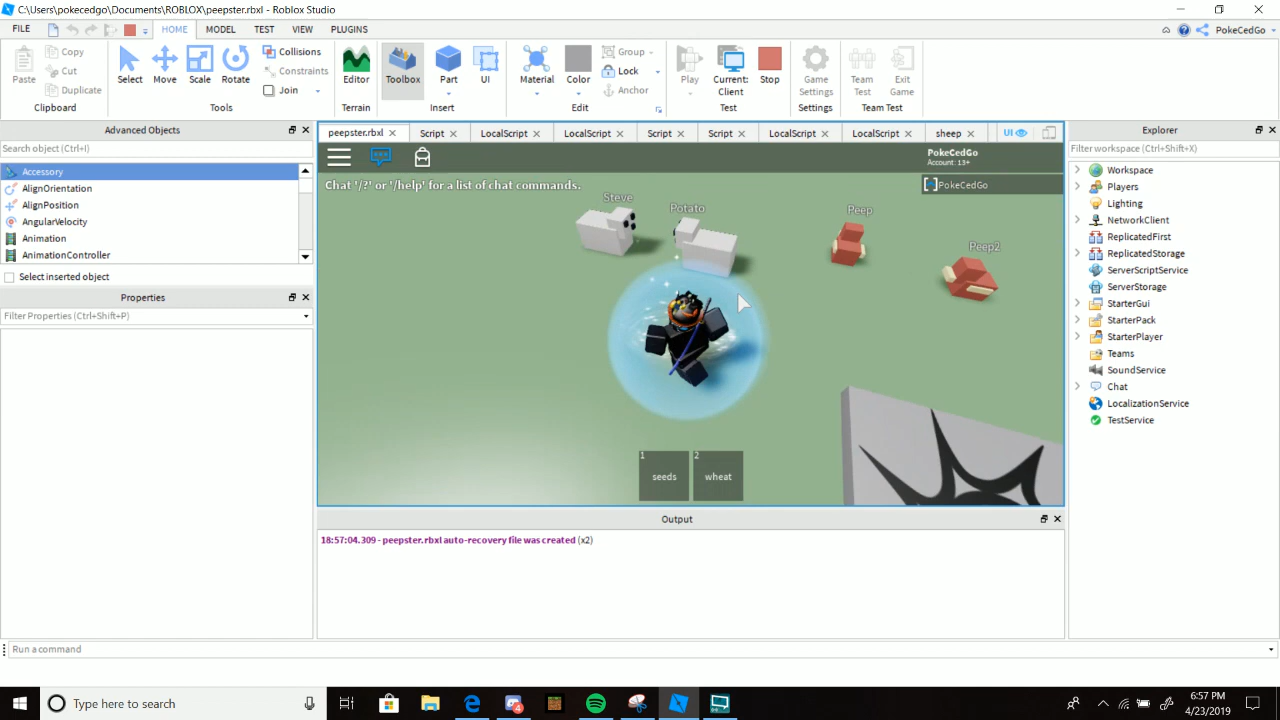 C:\Users\pokecedgo\Documents\ROBLOX\peepster.rbxl - Roblox Studio
FILE HOME MODEL TEST VIEW PLUGINS PokeCedGo
Paste Copy Cut Duplicate Select Move Scale Rotate Collisions Constraints Join Editor Toolbox Part UI Material Color Group Lock Anchor Play Current: Client Stop Game Settings Team Test Exit Game
Clipboard Tools Terrain Insert Edit Test Settings Team Test
Advanced Objects
Search object (Ctrl+I)
Accessory
AlignOrientation
AlignPosition
AngularVelocity
Animation
AnimationController
Select inserted object
Properties
Filter Properties (Ctrl+Shift+P)
peepster.rbxl Script LocalScript LocalScript Script Script LocalScript LocalScript sheep UI
PokeCedGo
Account: 13+
PokeCedGo
Chat '/?' or '/help' for a list of chat commands.
Steve
Potato
Peep
Peep2
1 seeds
2 wheat
Output
18:57:04.309 - peepster.rbxl auto-recovery file was created (x2)
Explorer
Filter workspace (Ctrl+Shift+X)
Workspace
Players
Lighting
NetworkClient
ReplicatedFirst
ReplicatedStorage
ServerScriptService
ServerStorage
StarterGui
StarterPack
StarterPlayer
Teams
SoundService
Chat
LocalizationService
TestService
Run a command
Type here to search
6:57 PM
4/23/2019